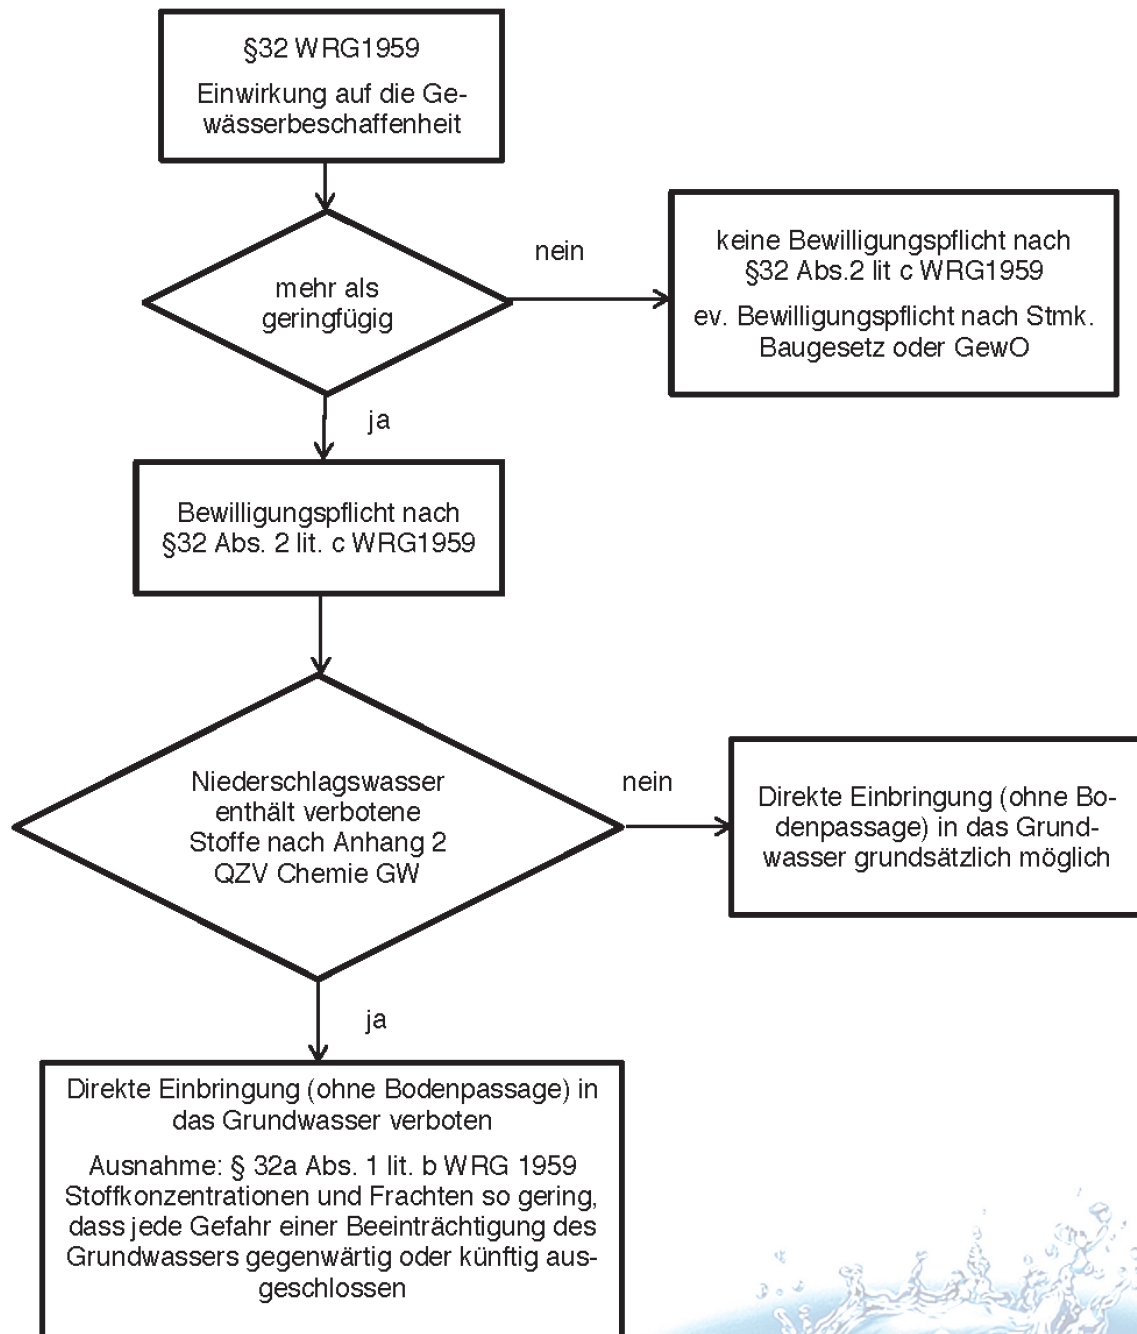 §32 WRG1959
Einwirkung auf die Ge-
wässerbeschaffenheit
mehr als
geringfügig
nein
keine Bewilligungspflicht nach
§32 Abs.2 lit c WRG1959
ev. Bewilligungspflicht nach Stmk.
Baugesetz oder GewO
ja
Bewilligungspflicht nach
§32 Abs. 2 lit. c WRG1959
Niederschlagswasser
enthält verbotene
Stoffe nach Anhang 2
QZV Chemie GW
nein
Direkte Einbringung (ohne Bo-
denpassage) in das Grund-
wasser grundsätzlich möglich
ja
Direkte Einbringung (ohne Bodenpassage) in
das Grundwasser verboten
Ausnahme: § 32a Abs. 1 lit. b WRG 1959
Stoffkonzentrationen und Frachten so gering,
dass jede Gefahr einer Beeinträchtigung des
Grundwassers gegenwärtig oder künftig aus-
geschlossen